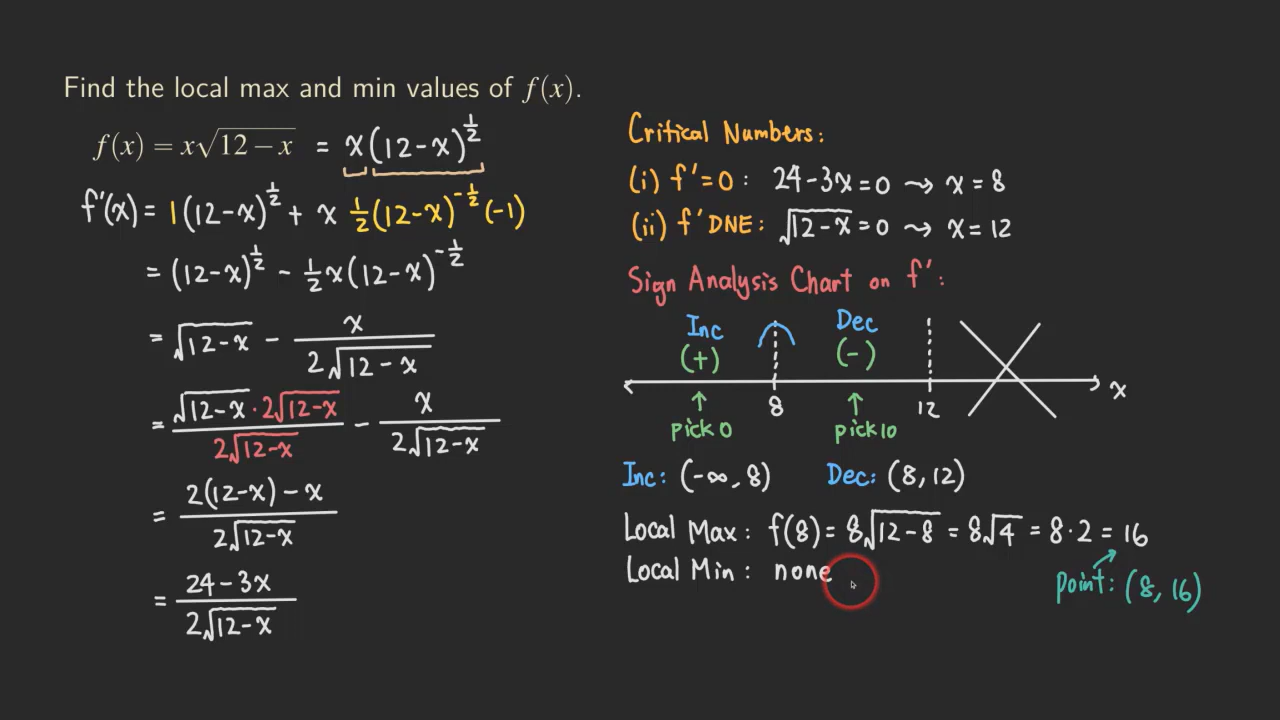 Find the local max and min values of f(x).
f(x) = x√(12 − x) = x(12−x)^(1/2)
f'(x) = 1(12−x)^(1/2) + x 1/2(12−x)^(−1/2)(−1)
= (12−x)^(1/2) − 1/2x(12−x)^(−1/2)
= √(12−x) − x/(2√(12−x))
= (√(12−x)·2√(12−x))/(2√(12−x)) − x/(2√(12−x))
= (2(12−x)−x)/(2√(12−x))
= (24−3x)/(2√(12−x))
Critical Numbers:
(i) f'=0: 24−3x=0 ⇝ x=8
(ii) f' DNE: √(12−x)=0 ⇝ x=12
Sign Analysis Chart on f':
Inc Dec
(+) (−)
8 12 x
↑ ↑
pick 0 pick 10
Inc: (−∞, 8) Dec: (8, 12)
Local Max: f(8) = 8√(12−8) = 8√4 = 8·2 = 16
Local Min: none
point: (8, 16)